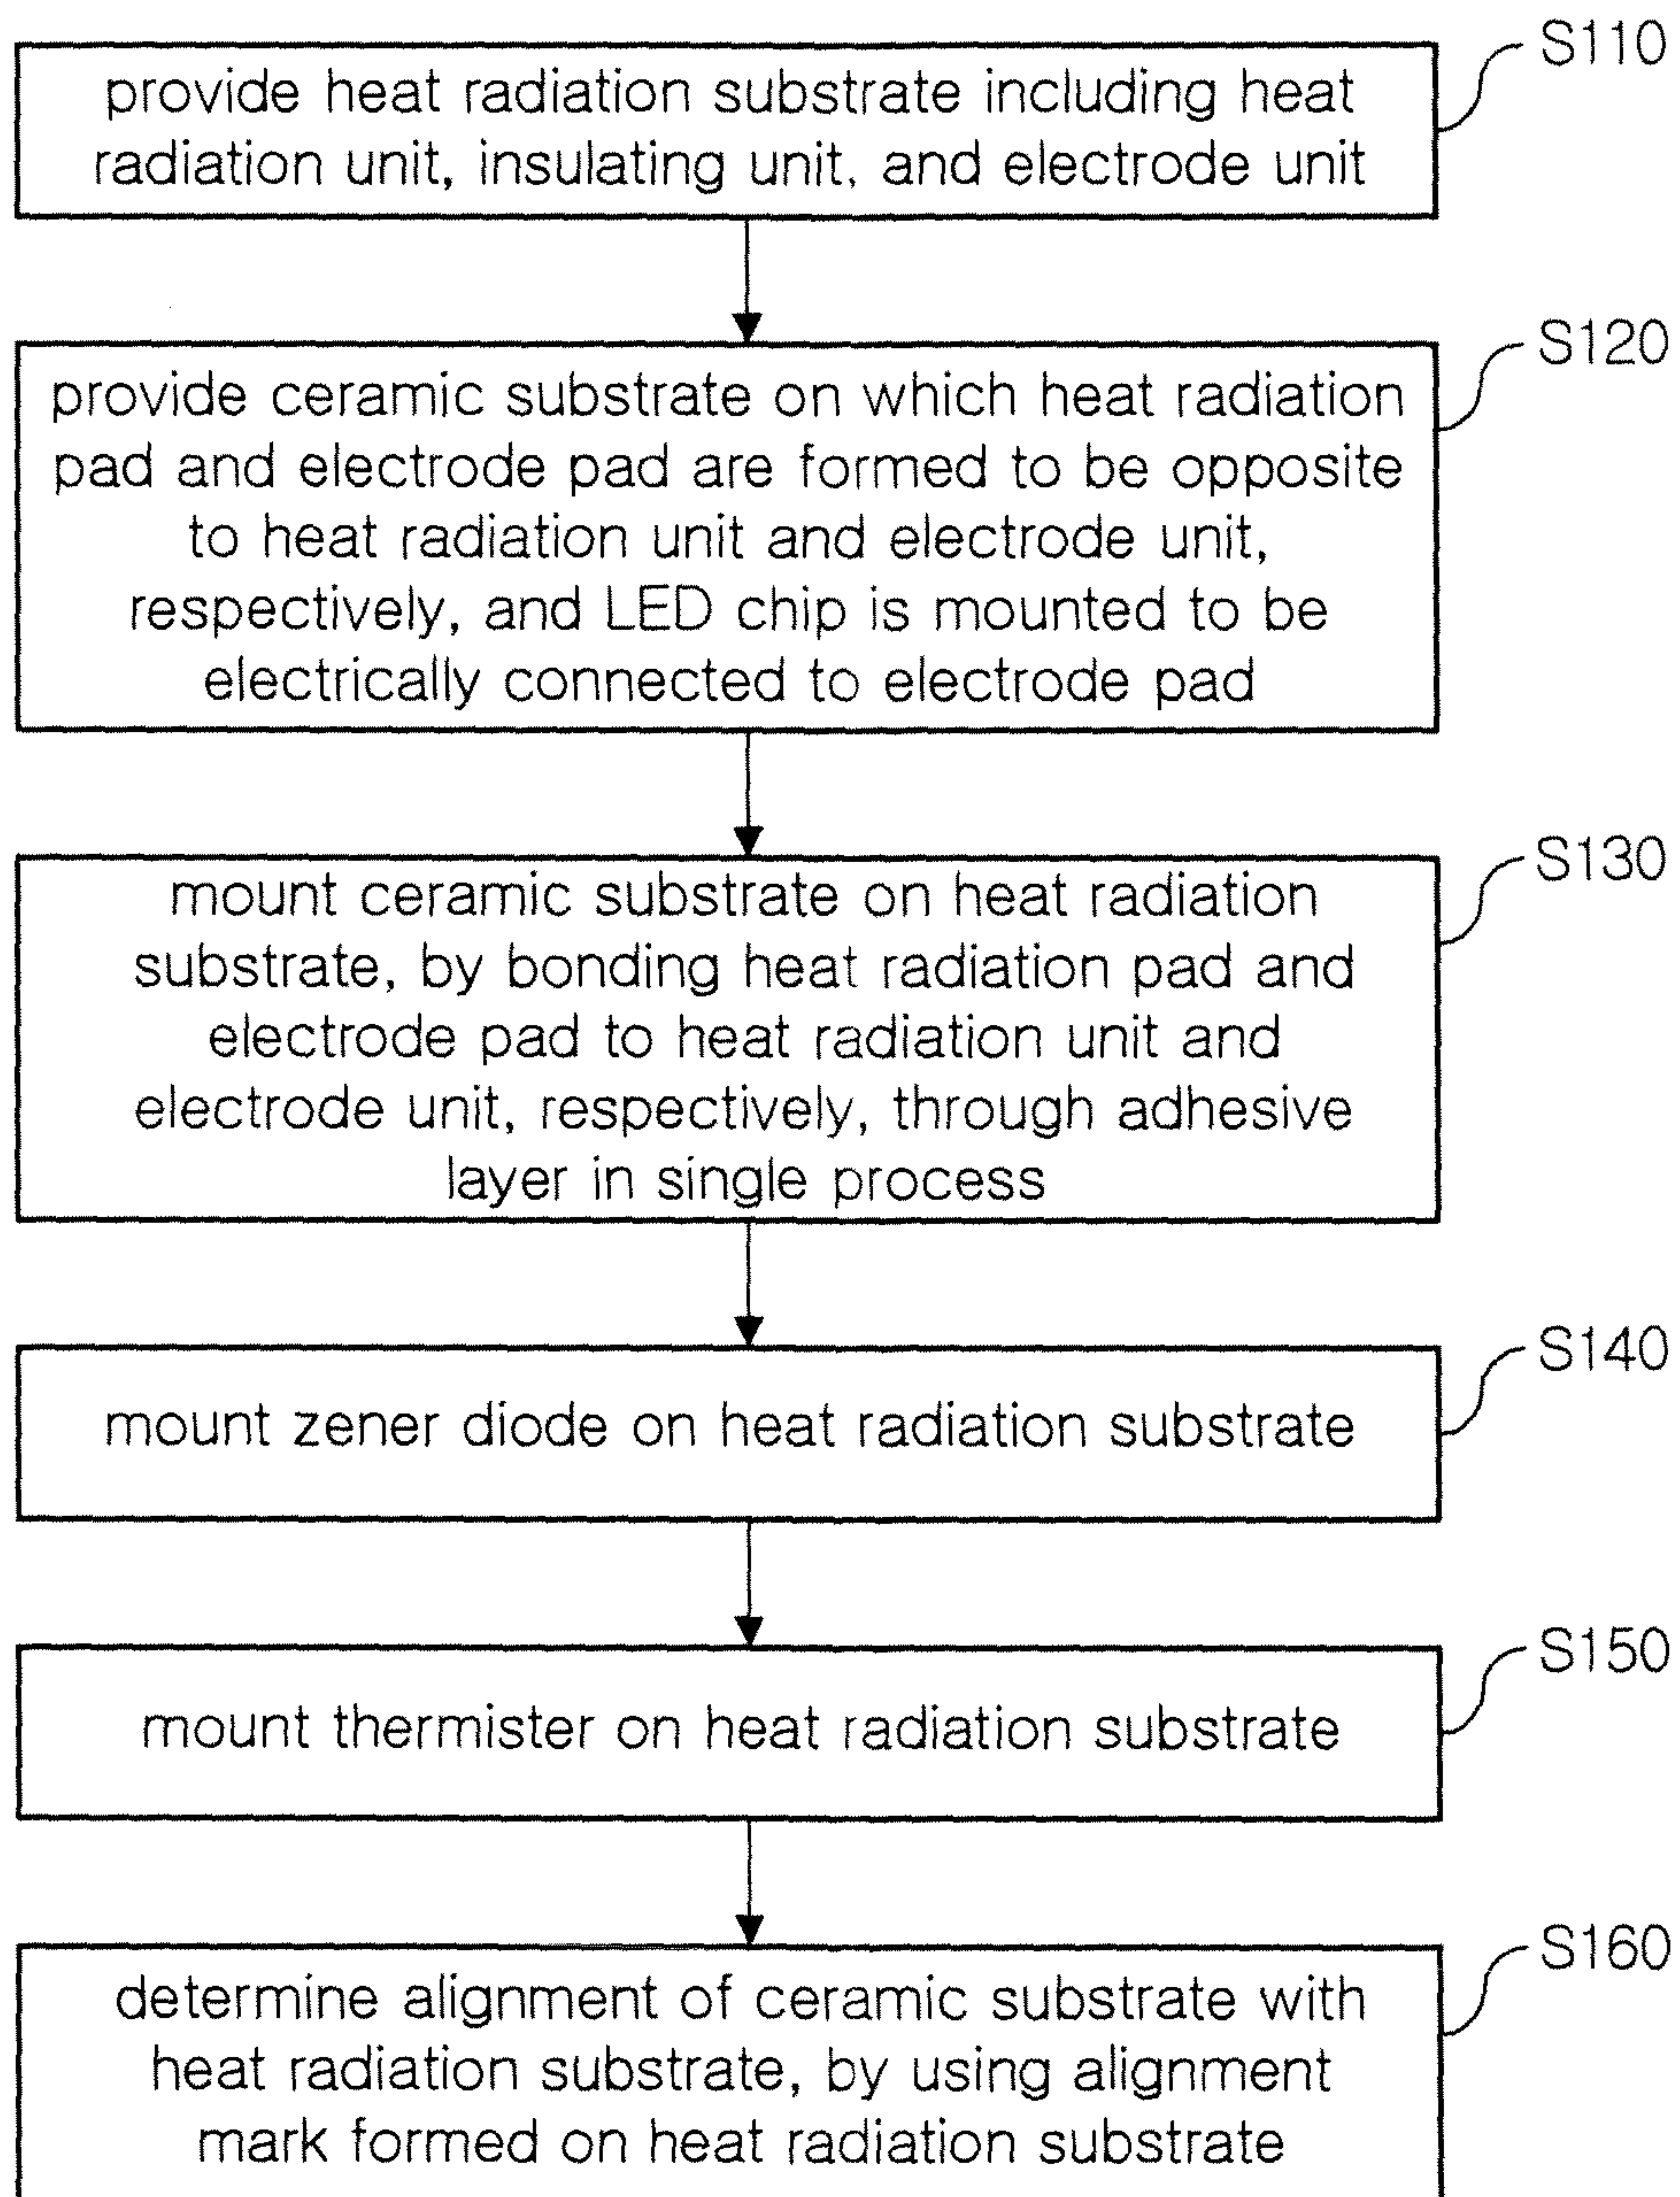 S110
provide heat radiation substrate including heat
radiation unit, insulating unit, and electrode unit
S120
provide ceramic substrate on which heat radiation
pad and electrode pad are formed to be opposite
to heat radiation unit and electrode unit,
respectively, and LED chip is mounted to be
electrically connected to electrode pad
S130
mount ceramic substrate on heat radiation
substrate, by bonding heat radiation pad and
electrode pad to heat radiation unit and
electrode unit, respectively, through adhesive
layer in single process
S140
mount zener diode on heat radiation substrate
S150
mount thermister on heat radiation substrate
S160
determine alignment of ceramic substrate with
heat radiation substrate, by using alignment
mark formed on heat radiation substrate